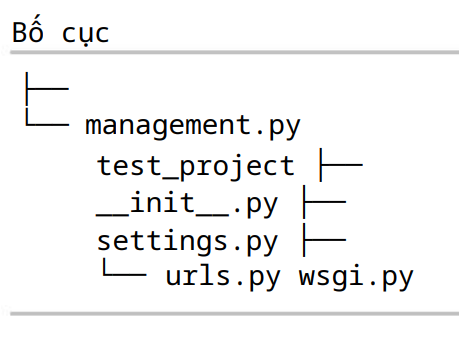 Bố cục
├──
└── management.py
test_project ├──
__init__.py ├──
settings.py ├──
└── urls.py wsgi.py